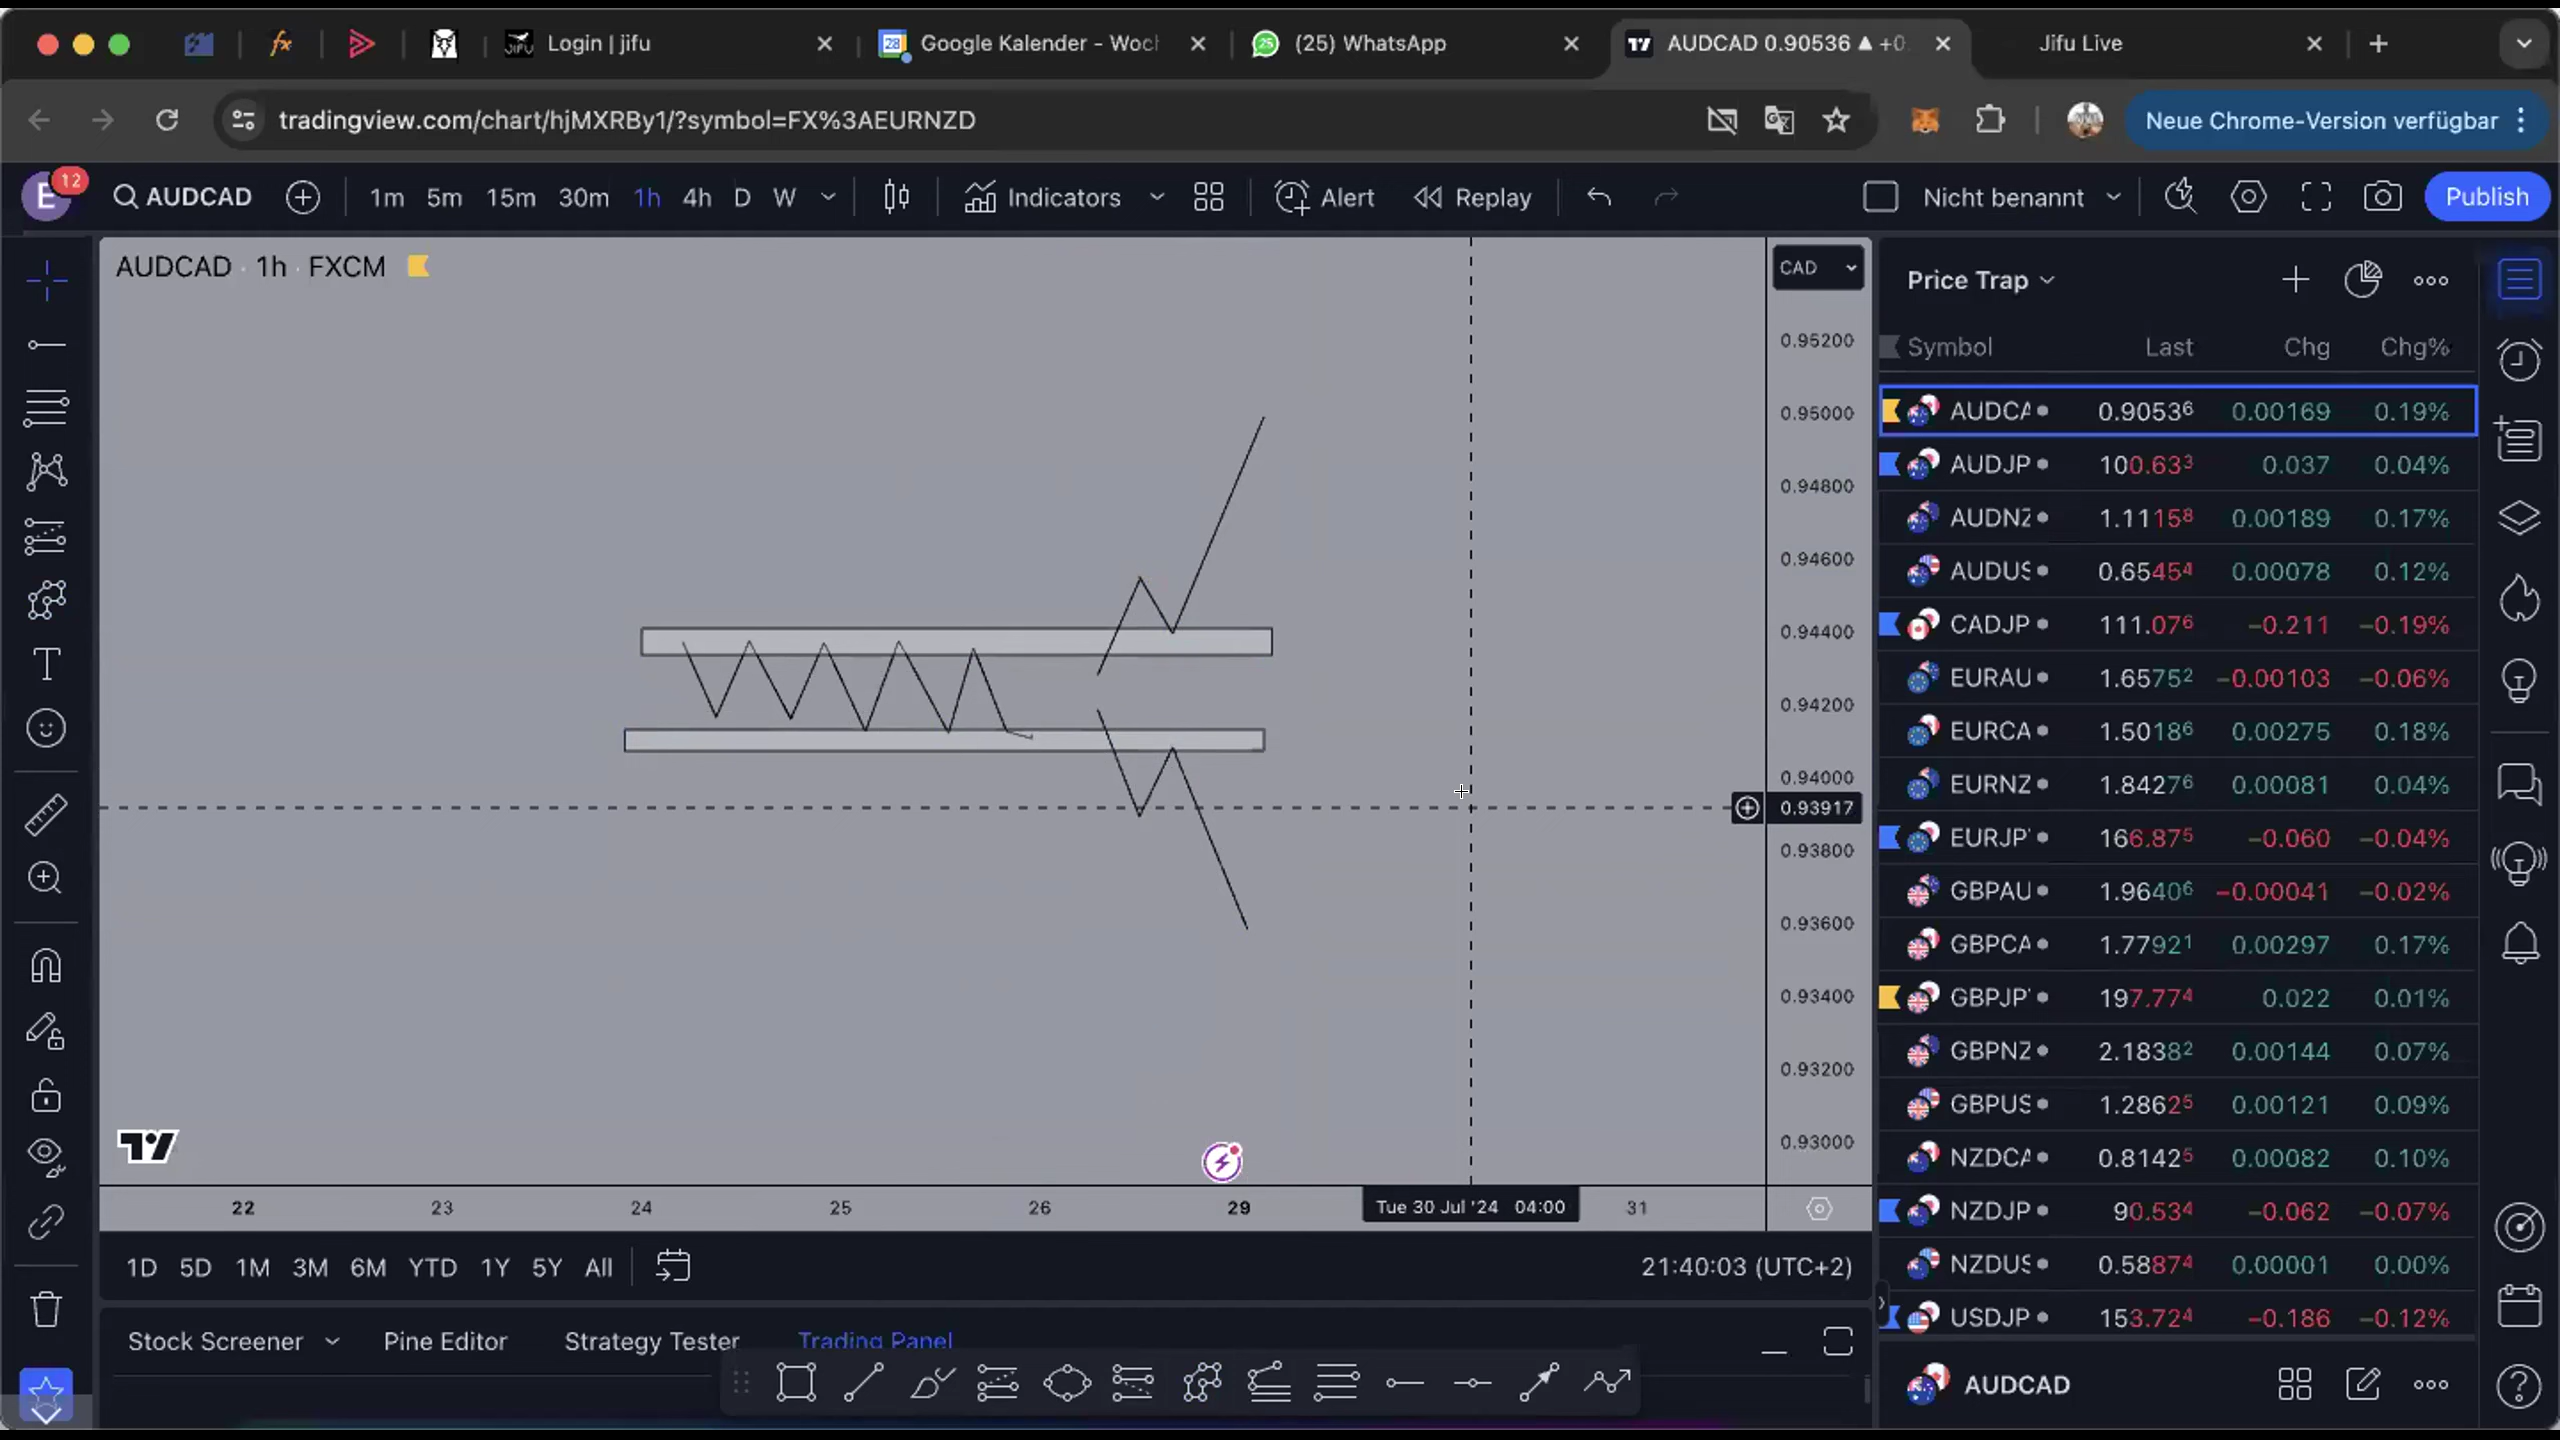 Login | jifu
28 Google Kalender - Woch
25 (25) WhatsApp
AUDCAD 0.90536 ▲ +0
Jifu Live
tradingview.com/chart/hjMXRBy1/?symbol=FX%3AEURNZD
Neue Chrome-Version verfügbar
E 12 AUDCAD 1m 5m 15m 30m 1h 4h D W Indicators Alert Replay Nicht benannt Publish
AUDCAD · 1h · FXCM
CAD
0.95200
0.95000
0.94800
0.94600
0.94400
0.94200
0.94000
0.93917
0.93800
0.93600
0.93400
0.93200
0.93000
22 23 24 25 26 29 Tue 30 Jul '24 04:00 31
1D 5D 1M 3M 6M YTD 1Y 5Y All 21:40:03 (UTC+2)
Stock Screener Pine Editor Strategy Tester Trading Panel
Price Trap
Symbol Last Chg Chg%
AUDCA 0.90536 0.00169 0.19%
AUDJP 100.633 0.037 0.04%
AUDNZ 1.11158 0.00189 0.17%
AUDUS 0.65454 0.00078 0.12%
CADJP 111.076 −0.211 −0.19%
EURAU 1.65752 −0.00103 −0.06%
EURCA 1.50186 0.00275 0.18%
EURNZ 1.84276 0.00081 0.04%
EURJP 166.875 −0.060 −0.04%
GBPAU 1.96406 −0.00041 −0.02%
GBPCA 1.77921 0.00297 0.17%
GBPJP 197.774 0.022 0.01%
GBPNZ 2.18382 0.00144 0.07%
GBPUS 1.28625 0.00121 0.09%
NZDCA 0.81425 0.00082 0.10%
NZDJP 90.534 −0.062 −0.07%
NZDUS 0.58874 0.00001 0.00%
USDJP 153.724 −0.186 −0.12%
AUDCAD